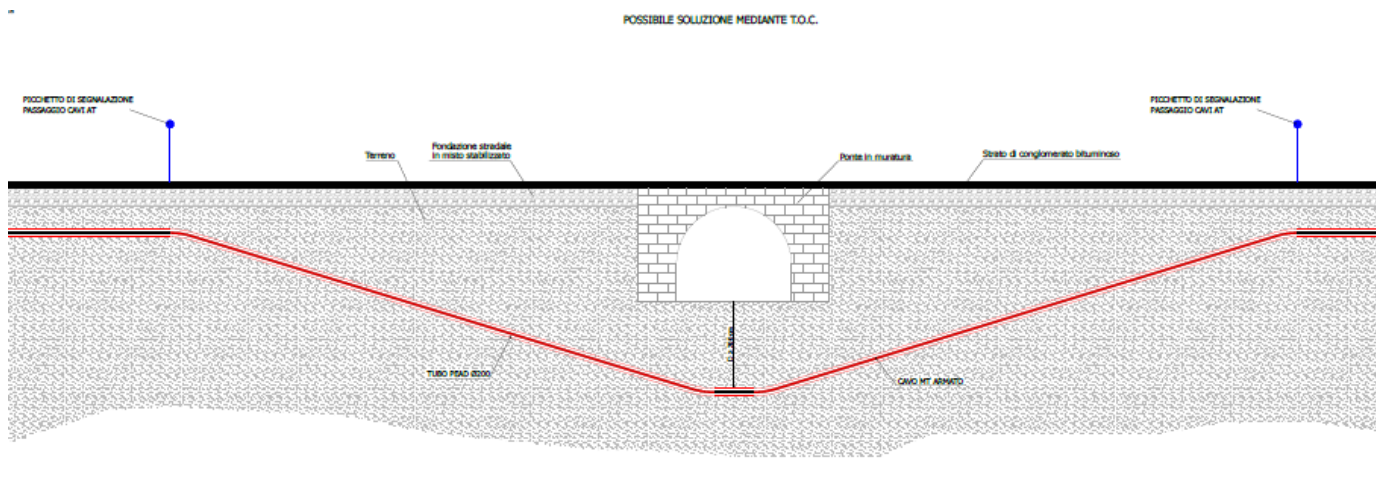 POSSIBILE SOLUZIONE MEDIANTE T.O.C.
PICCHETTO DI SEGNALAZIONE
PASSAGGIO CAVI AT
PICCHETTO DI SEGNALAZIONE
PASSAGGIO CAVI AT
Terreno
Fondazione stradale
in misto stabilizzato
Ponte in muratura
Strato di conglomerato bituminoso
TUBO PEAD Ø200
CAVO MT ARMATO